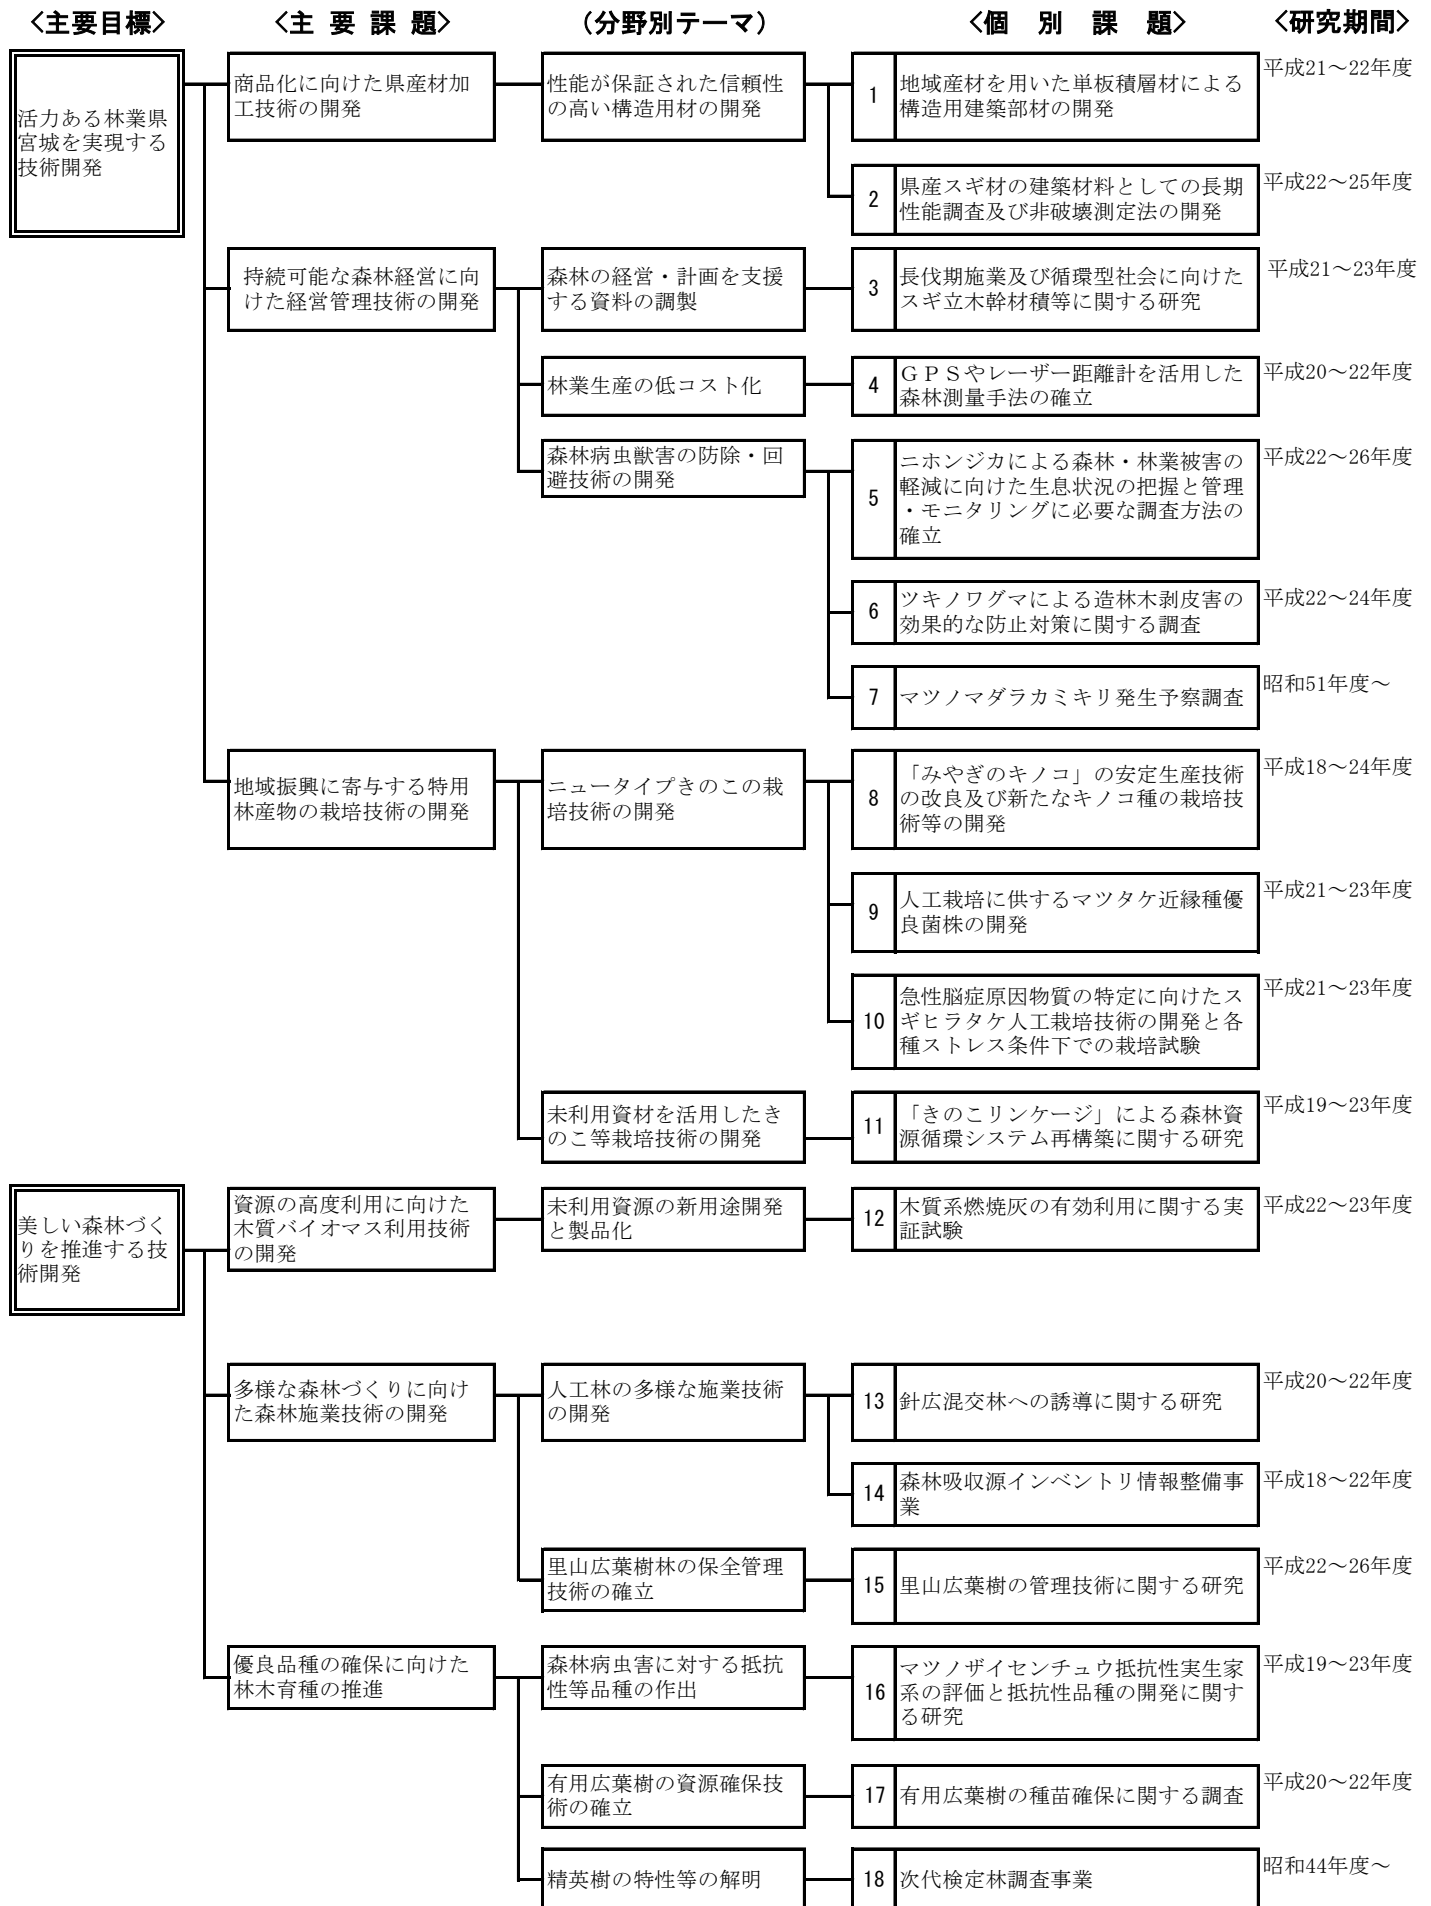 <主要目標>
<主 要 課 題>
(分野別テーマ)
<個 別 課 題>
<研究期間>
活力ある林業県
宮城を実現する
技術開発
商品化に向けた県産材加
工技術の開発
性能が保証された信頼性
の高い構造用材の開発
1
地域産材を用いた単板積層材による
構造用建築部材の開発
平成21～22年度
2
県産スギ材の建築材料としての長期
性能調査及び非破壊測定法の開発
平成22～25年度
持続可能な森林経営に向
けた経営管理技術の開発
森林の経営・計画を支援
する資料の調製
3
長伐期施業及び循環型社会に向けた
スギ立木幹材積等に関する研究
平成21～23年度
林業生産の低コスト化
4
ＧＰＳやレーザー距離計を活用した
森林測量手法の確立
平成20～22年度
森林病虫獣害の防除・回
避技術の開発
5
ニホンジカによる森林・林業被害の
軽減に向けた生息状況の把握と管理
・モニタリングに必要な調査方法の
確立
平成22～26年度
6
ツキノワグマによる造林木剥皮害の
効果的な防止対策に関する調査
平成22～24年度
7
マツノマダラカミキリ発生予察調査
昭和51年度～
地域振興に寄与する特用
林産物の栽培技術の開発
ニュータイプきのこの栽
培技術の開発
8
「みやぎのキノコ」の安定生産技術
の改良及び新たなキノコ種の栽培技
術等の開発
平成18～24年度
9
人工栽培に供するマツタケ近縁種優
良菌株の開発
平成21～23年度
10
急性脳症原因物質の特定に向けたス
ギヒラタケ人工栽培技術の開発と各
種ストレス条件下での栽培試験
平成21～23年度
未利用資材を活用したき
のこ等栽培技術の開発
11
「きのこリンケージ」による森林資
源循環システム再構築に関する研究
平成19～23年度
美しい森林づく
りを推進する技
術開発
資源の高度利用に向けた
木質バイオマス利用技術
の開発
未利用資源の新用途開発
と製品化
12
木質系燃焼灰の有効利用に関する実
証試験
平成22～23年度
多様な森林づくりに向け
た森林施業技術の開発
人工林の多様な施業技術
の開発
13
針広混交林への誘導に関する研究
平成20～22年度
14
森林吸収源インベントリ情報整備事
業
平成18～22年度
里山広葉樹林の保全管理
技術の確立
15
里山広葉樹の管理技術に関する研究
平成22～26年度
優良品種の確保に向けた
林木育種の推進
森林病虫害に対する抵抗
性等品種の作出
16
マツノザイセンチュウ抵抗性実生家
系の評価と抵抗性品種の開発に関す
る研究
平成19～23年度
有用広葉樹の資源確保技
術の確立
17
有用広葉樹の種苗確保に関する調査
平成20～22年度
精英樹の特性等の解明
18
次代検定林調査事業
昭和44年度～